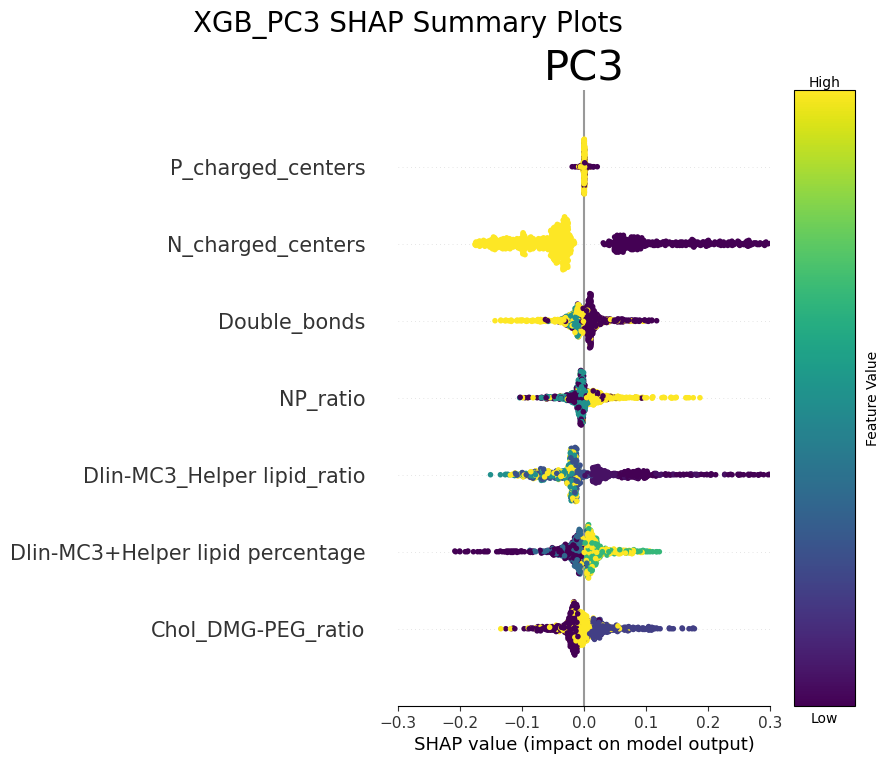 XGB_PC3 SHAP Summary Plots
PC3
High
P_charged_centers
N_charged_centers
Double_bonds
NP_ratio
Dlin-MC3_Helper lipid_ratio
Dlin-MC3+Helper lipid percentage
Chol_DMG-PEG_ratio
Feature Value
Low
−0.3 −0.2 −0.1 0.0 0.1 0.2 0.3
SHAP value (impact on model output)